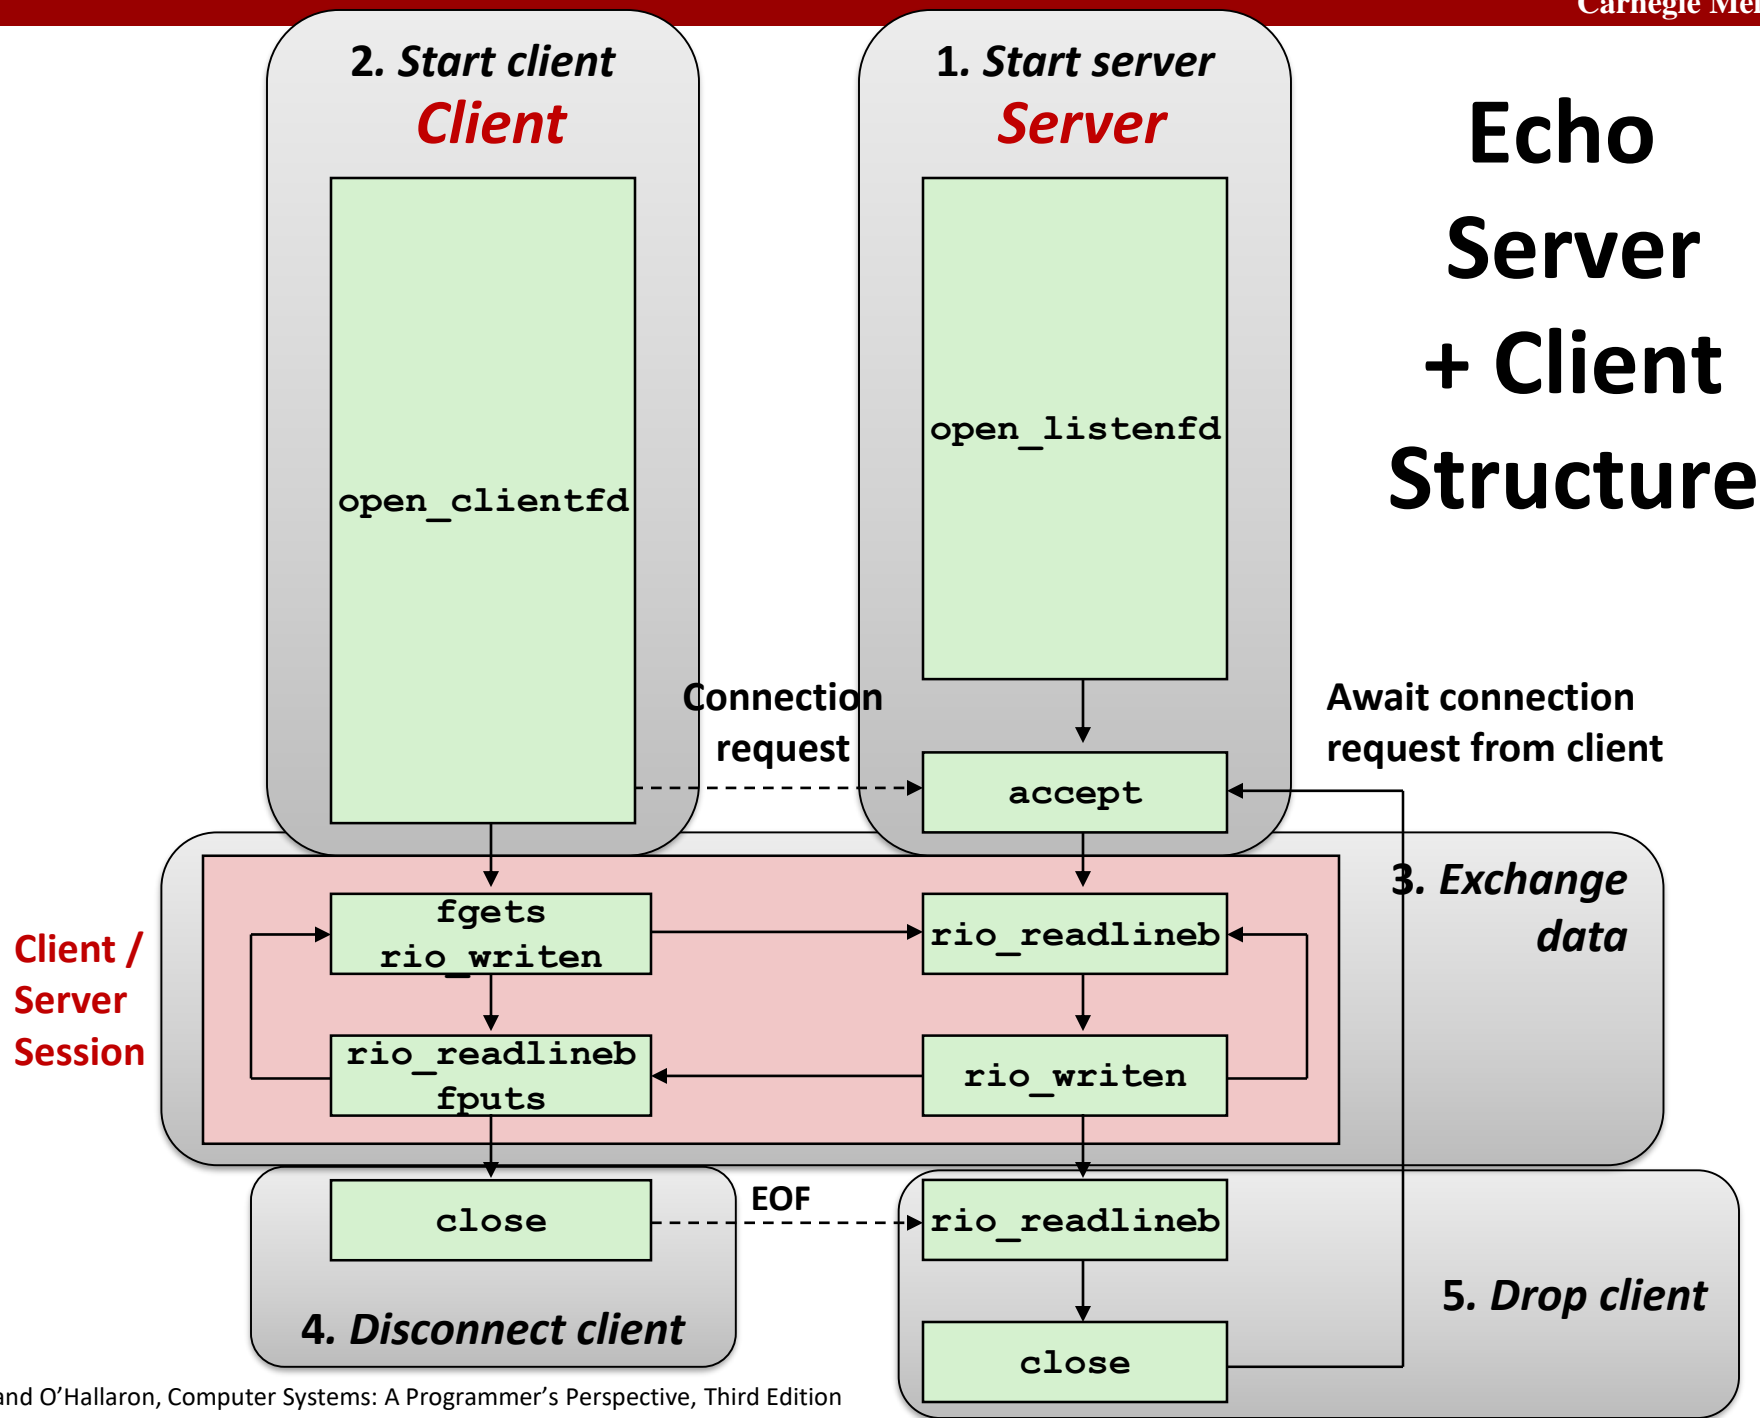 Carnegie Mel
2. Start client
Client
1. Start server
Server
Echo
Server
+ Client
Structure
open_listenfd
open_clientfd
Connection
request
Await connection
request from client
accept
3. Exchange
data
Client /
Server
Session
fgets
rio_writen
rio_readlineb
rio_readlineb
fputs
rio_writen
close
EOF
rio_readlineb
4. Disconnect client
5. Drop client
close
and O'Hallaron, Computer Systems: A Programmer's Perspective, Third Edition